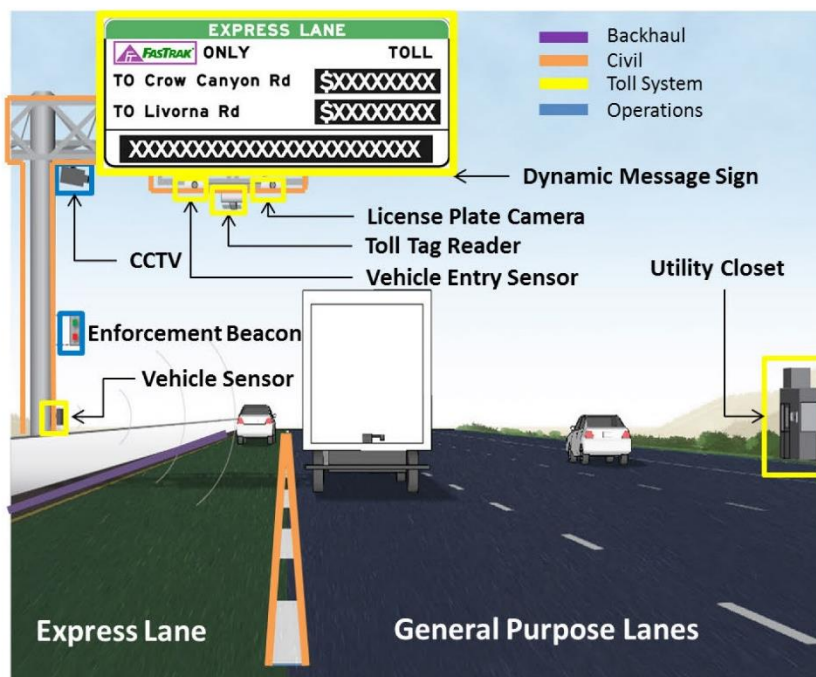 EXPRESS LANE
FASTRAK ONLY TOLL
TO Crow Canyon Rd $XXXXXXXX
TO Livorna Rd $XXXXXXXX
XXXXXXXXXXXXXXXXXXXXXXXX
Backhaul
Civil
Toll System
Operations
Dynamic Message Sign
License Plate Camera
Toll Tag Reader
CCTV
Vehicle Entry Sensor
Utility Closet
Enforcement Beacon
Vehicle Sensor
Express Lane
General Purpose Lanes